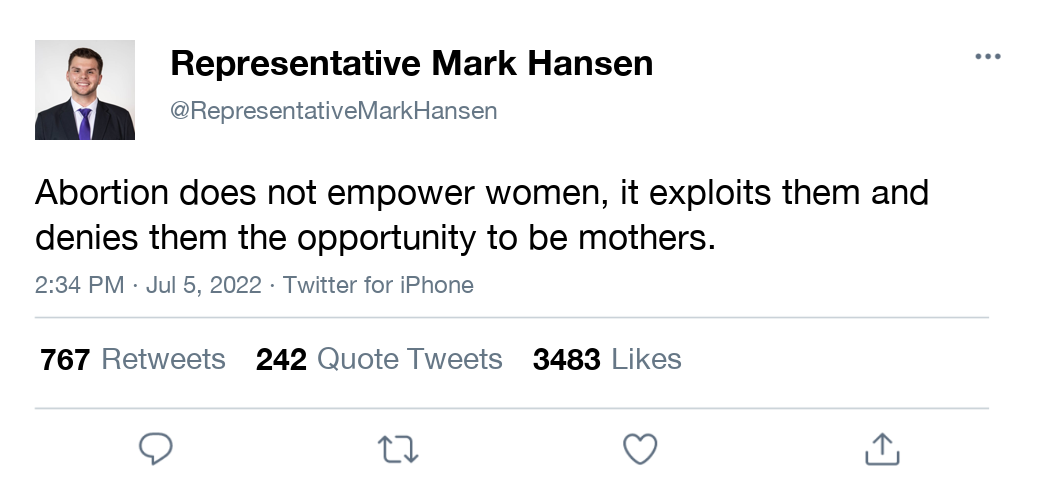 Representative Mark Hansen
@RepresentativeMarkHansen
Abortion does not empower women, it exploits them and
denies them the opportunity to be mothers.
2:34 PM · Jul 5, 2022 · Twitter for iPhone
767 Retweets 242 Quote Tweets 3483 Likes